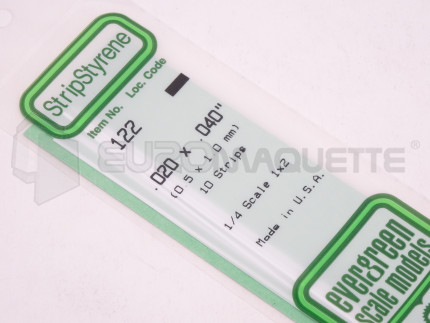 StripStyrene
Item No. Loc. Code
122
.020 x .040"
(0.5 x 1.0 mm)
10 Strips
1/4 Scale 1x2
Made in U.S.A.
evergreen
scale models
EUROMAQUETTE